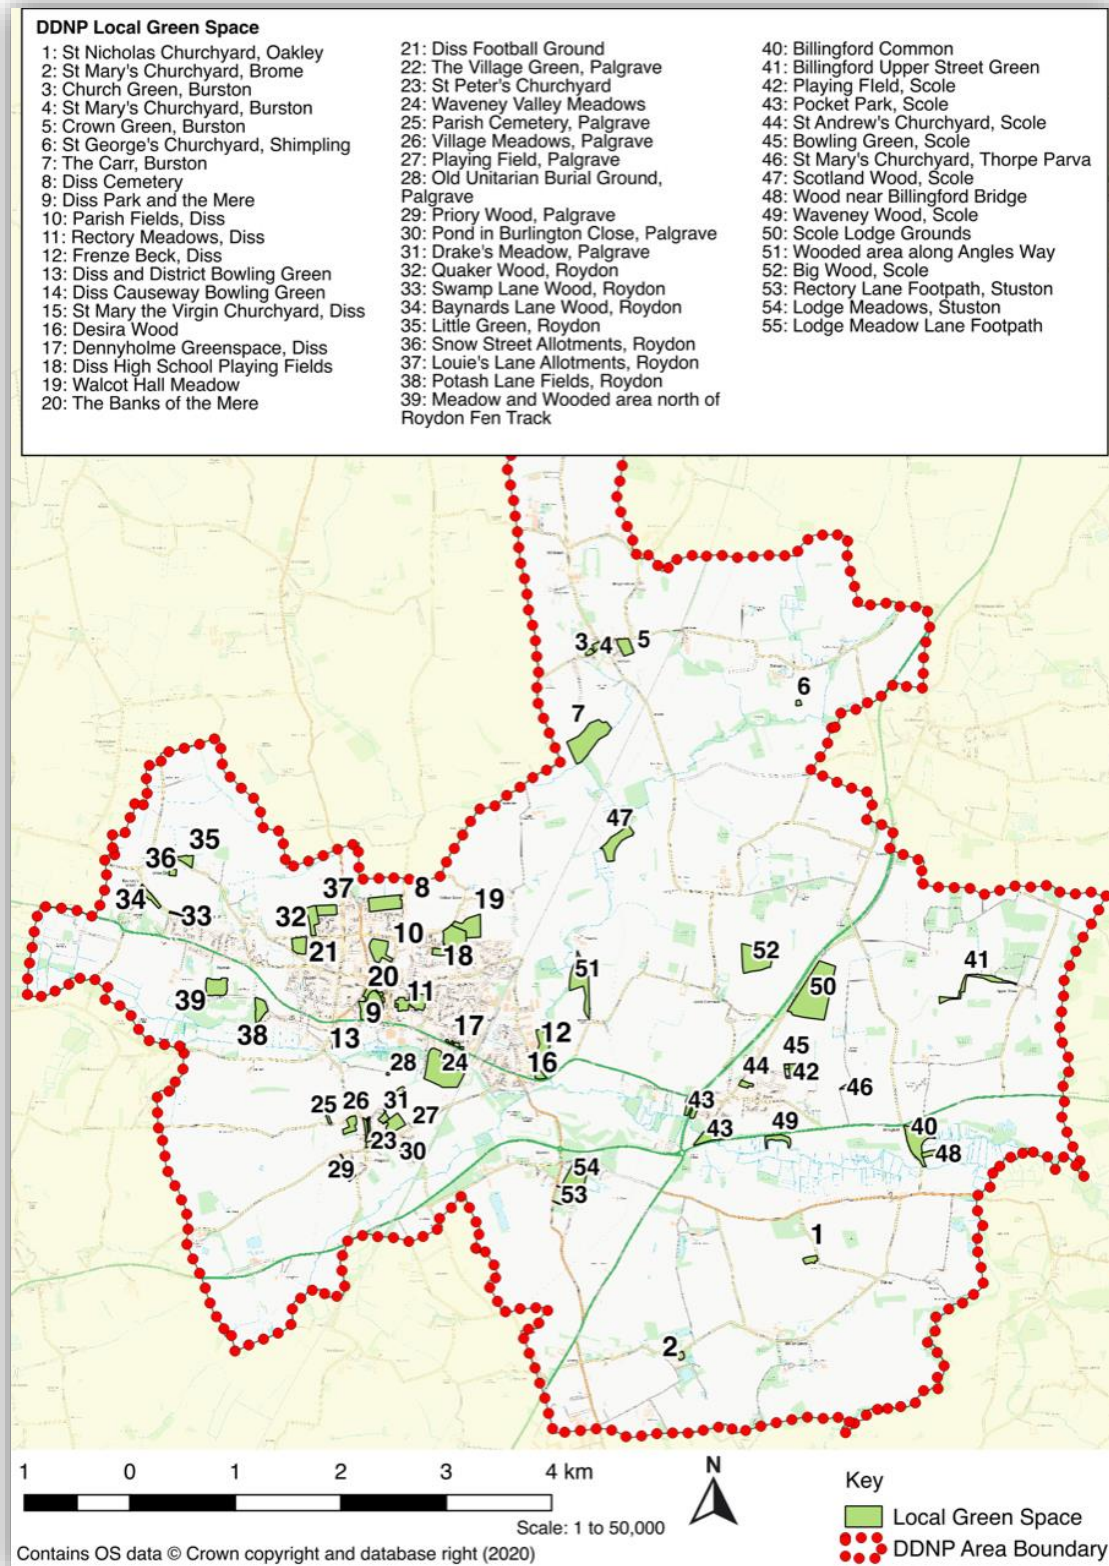 DDNP Local Green Space
1: St Nicholas Churchyard, Oakley
2: St Mary's Churchyard, Brome
3: Church Green, Burston
4: St Mary's Churchyard, Burston
5: Crown Green, Burston
6: St George's Churchyard, Shimpling
7: The Carr, Burston
8: Diss Cemetery
9: Diss Park and the Mere
10: Parish Fields, Diss
11: Rectory Meadows, Diss
12: Frenze Beck, Diss
13: Diss and District Bowling Green
14: Diss Causeway Bowling Green
15: St Mary the Virgin Churchyard, Diss
16: Desira Wood
17: Dennyholme Greenspace, Diss
18: Diss High School Playing Fields
19: Walcot Hall Meadow
20: The Banks of the Mere
21: Diss Football Ground
22: The Village Green, Palgrave
23: St Peter's Churchyard
24: Waveney Valley Meadows
25: Parish Cemetery, Palgrave
26: Village Meadows, Palgrave
27: Playing Field, Palgrave
28: Old Unitarian Burial Ground,
Palgrave
29: Priory Wood, Palgrave
30: Pond in Burlington Close, Palgrave
31: Drake's Meadow, Palgrave
32: Quaker Wood, Roydon
33: Swamp Lane Wood, Roydon
34: Baynards Lane Wood, Roydon
35: Little Green, Roydon
36: Snow Street Allotments, Roydon
37: Louie's Lane Allotments, Roydon
38: Potash Lane Fields, Roydon
39: Meadow and Wooded area north of
Roydon Fen Track
40: Billingford Common
41: Billingford Upper Street Green
42: Playing FIeld, Scole
43: Pocket Park, Scole
44: St Andrew's Churchyard, Scole
45: Bowling Green, Scole
46: St Mary's Churchyard, Thorpe Parva
47: Scotland Wood, Scole
48: Wood near Billingford Bridge
49: Waveney Wood, Scole
50: Scole Lodge Grounds
51: Wooded area along Angles Way
52: Big Wood, Scole
53: Rectory Lane Footpath, Stuston
54: Lodge Meadows, Stuston
55: Lodge Meadow Lane Footpath
3
4
5
6
7
47
35
36
34
33
37
8
32
10
19
21
18
52
41
20
51
50
39
11
9
38
13
17
12
45
28
24
16
44
42
46
25
26
31
27
43
43
49
40
23
30
48
29
54
53
1
2
1 0 1 2 3 4 km
N
Scale: 1 to 50,000
Key
Local Green Space
DDNP Area Boundary
Contains OS data © Crown copyright and database right (2020)